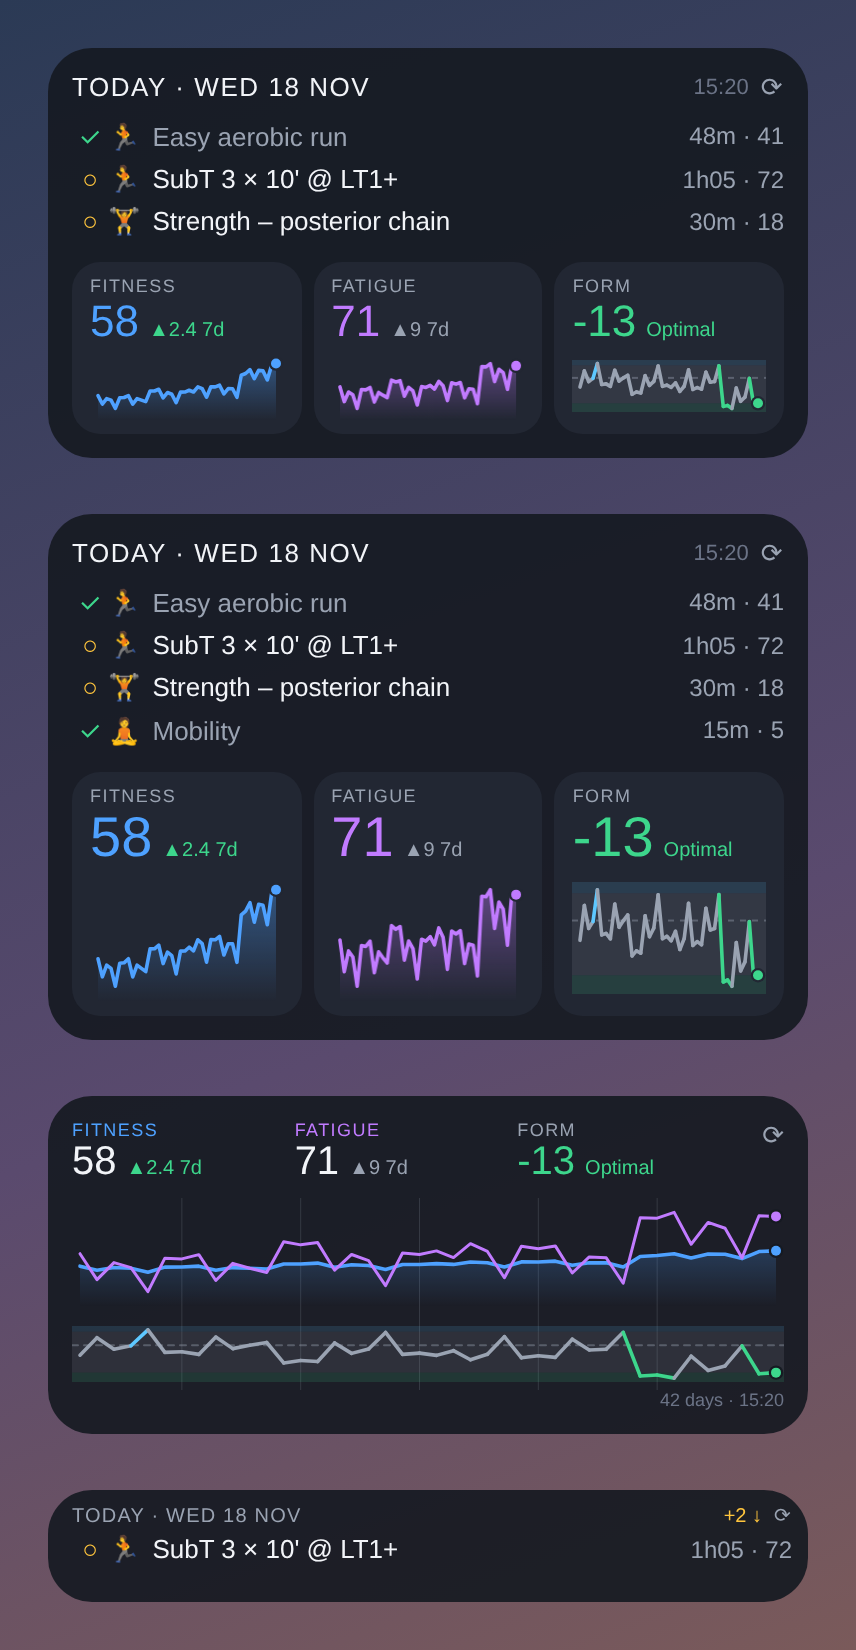 TODAY · WED 18 NOV 15:20 ⟳
✓ 🏃 Easy aerobic run 48m · 41
○ 🏃 SubT 3 × 10' @ LT1+ 1h05 · 72
○ 🏋 Strength – posterior chain 30m · 18
FITNESS FATIGUE FORM
58 ▲2.4 7d 71 ▲9 7d -13 Optimal
TODAY · WED 18 NOV 15:20 ⟳
✓ 🏃 Easy aerobic run 48m · 41
○ 🏃 SubT 3 × 10' @ LT1+ 1h05 · 72
○ 🏋 Strength – posterior chain 30m · 18
✓ 🧘 Mobility 15m · 5
FITNESS FATIGUE FORM
58 ▲2.4 7d 71 ▲9 7d -13 Optimal
FITNESS FATIGUE FORM ⟳
58 ▲2.4 7d 71 ▲9 7d -13 Optimal
42 days · 15:20
TODAY · WED 18 NOV +2 ↓ ⟳
○ 🏃 SubT 3 × 10' @ LT1+ 1h05 · 72